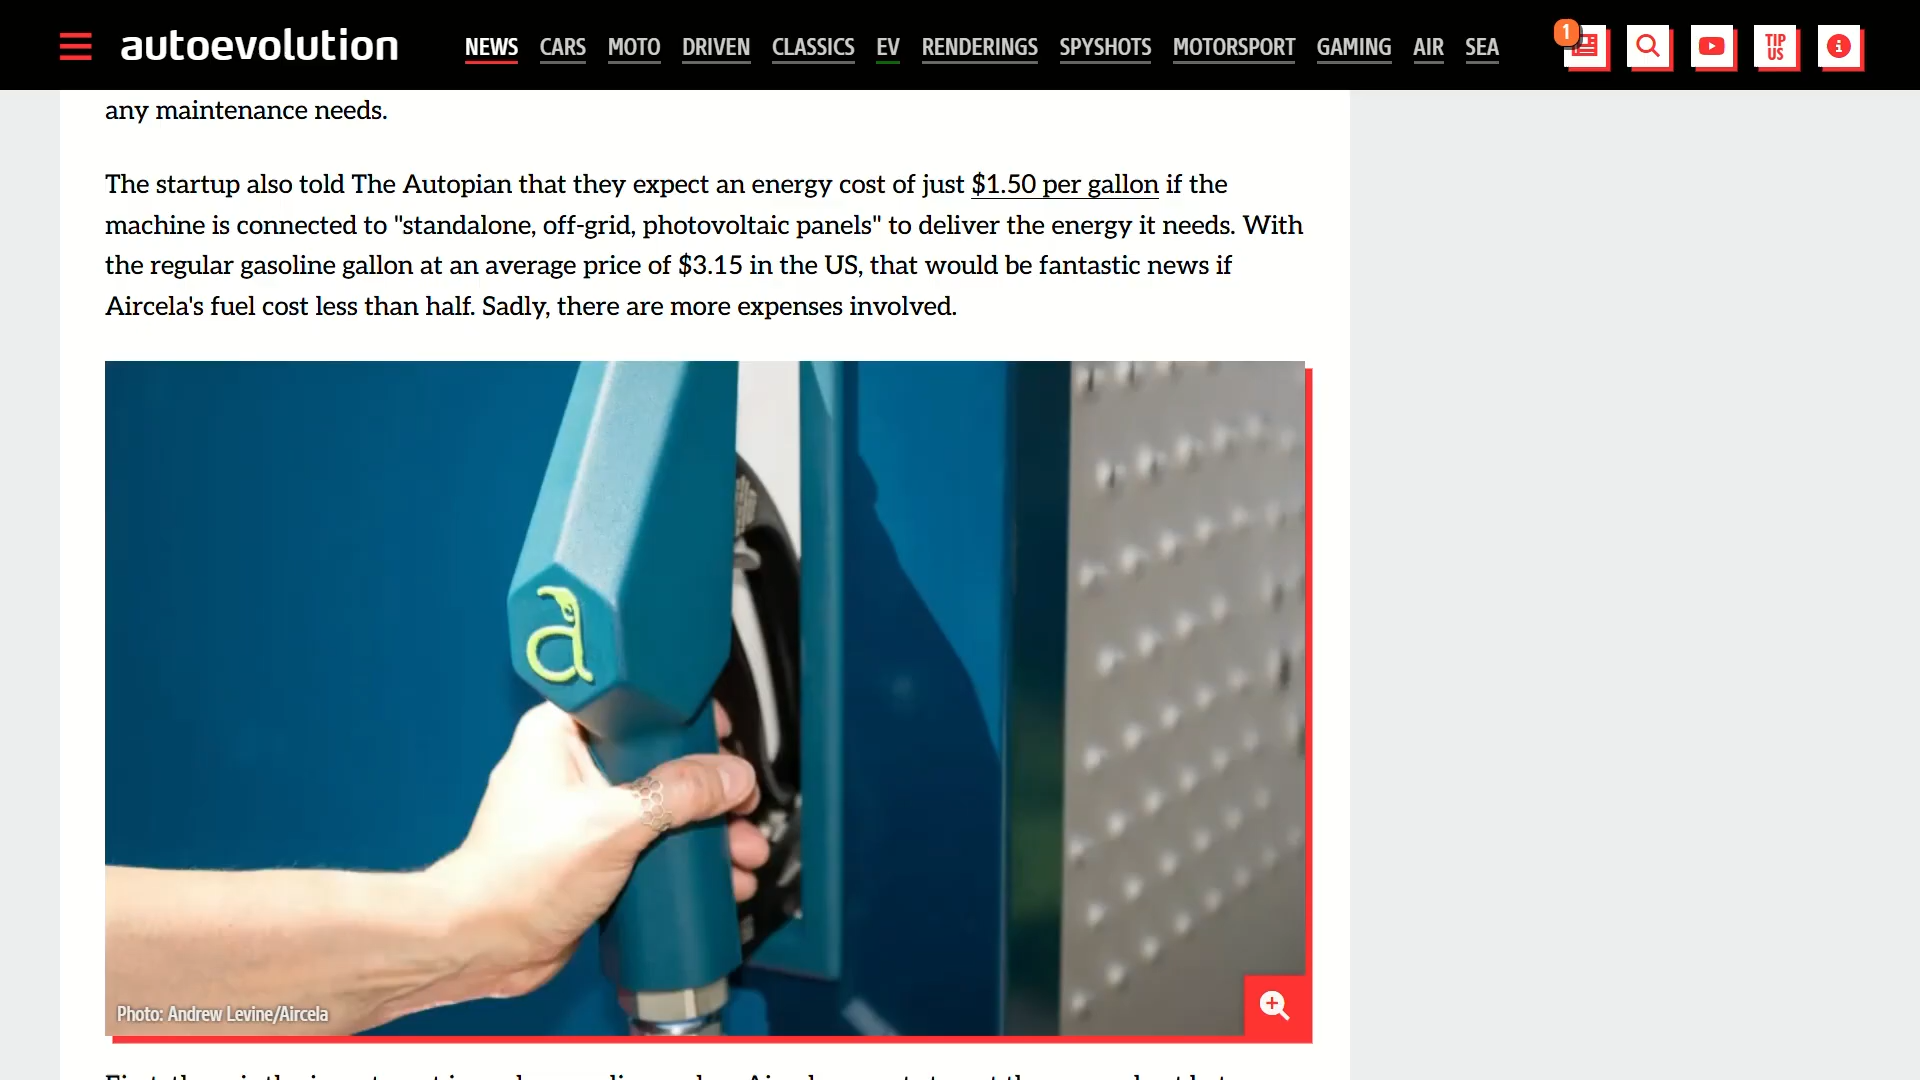 autoevolution
NEWS CARS MOTO DRIVEN CLASSICS EV RENDERINGS SPYSHOTS MOTORSPORT GAMING AIR SEA
1
TIP
US
any maintenance needs.
The startup also told The Autopian that they expect an energy cost of just $1.50 per gallon if the
machine is connected to "standalone, off-grid, photovoltaic panels" to deliver the energy it needs. With
the regular gasoline gallon at an average price of $3.15 in the US, that would be fantastic news if
Aircela's fuel cost less than half. Sadly, there are more expenses involved.
a
Photo: Andrew Levine/Aircela